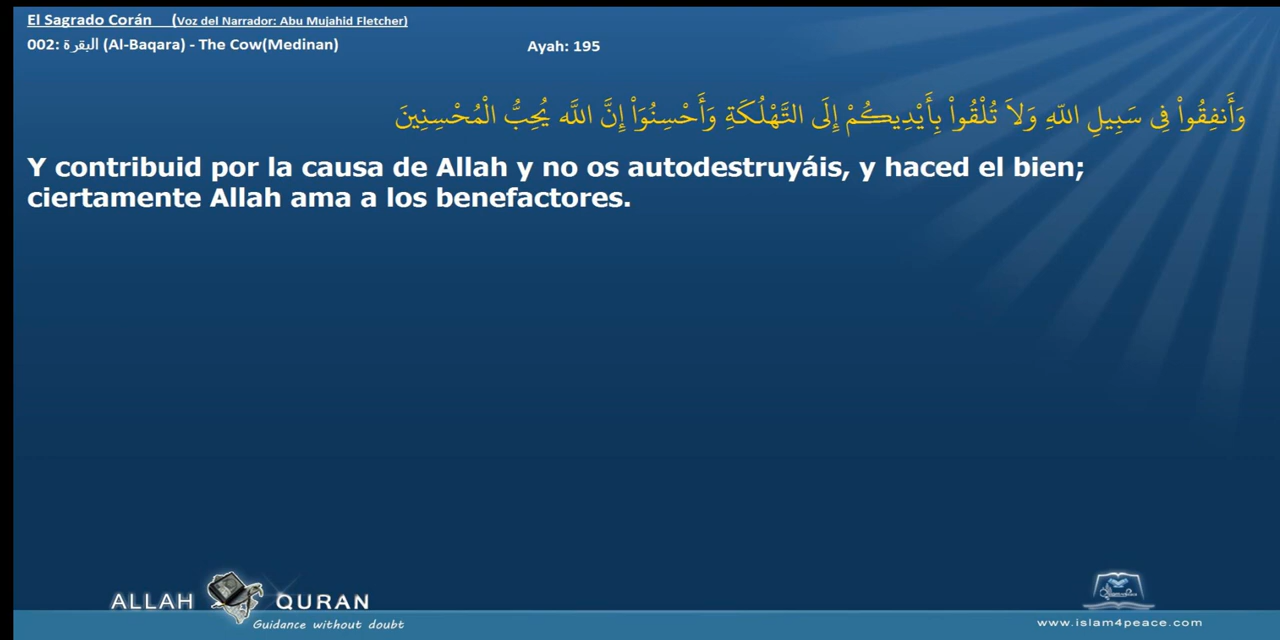 El Sagrado Corán (Voz del Narrador: Abu Mujahid Fletcher)
002: البقرة (Al-Baqara) - The Cow(Medinan) Ayah: 195
وَأَنفِقُواْ فِى سَبِيلِ اللّهِ وَلاَ تُلْقُواْ بِأَيْدِيكُمْ إِلَى التَّهْلُكَةِ وَأَحْسِنُوَاْ إِنَّ اللَّه يُحِبُّ الْمُحْسِنِينَ
Y contribuid por la causa de Allah y no os autodestruyáis, y haced el bien;
ciertamente Allah ama a los benefactores.
ALLAH QURAN
Guidance without doubt
www.islam4peace.com